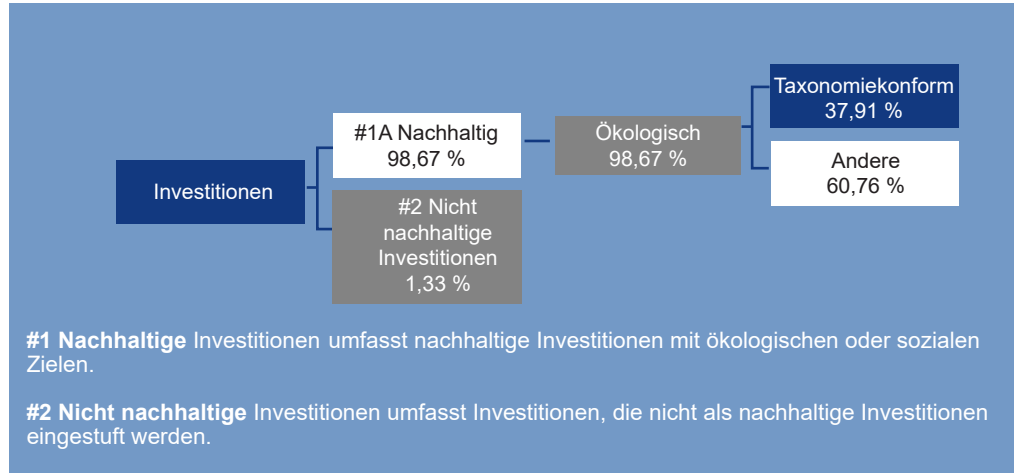 Investitionen
#1A Nachhaltig
98,67 %
#2 Nicht
nachhaltige
Investitionen
1,33 %
Ökologisch
98,67 %
Taxonomiekonform
37,91 %
Andere
60,76 %
#1 Nachhaltige Investitionen umfasst nachhaltige Investitionen mit ökologischen oder sozialen
Zielen.
#2 Nicht nachhaltige Investitionen umfasst Investitionen, die nicht als nachhaltige Investitionen
eingestuft werden.